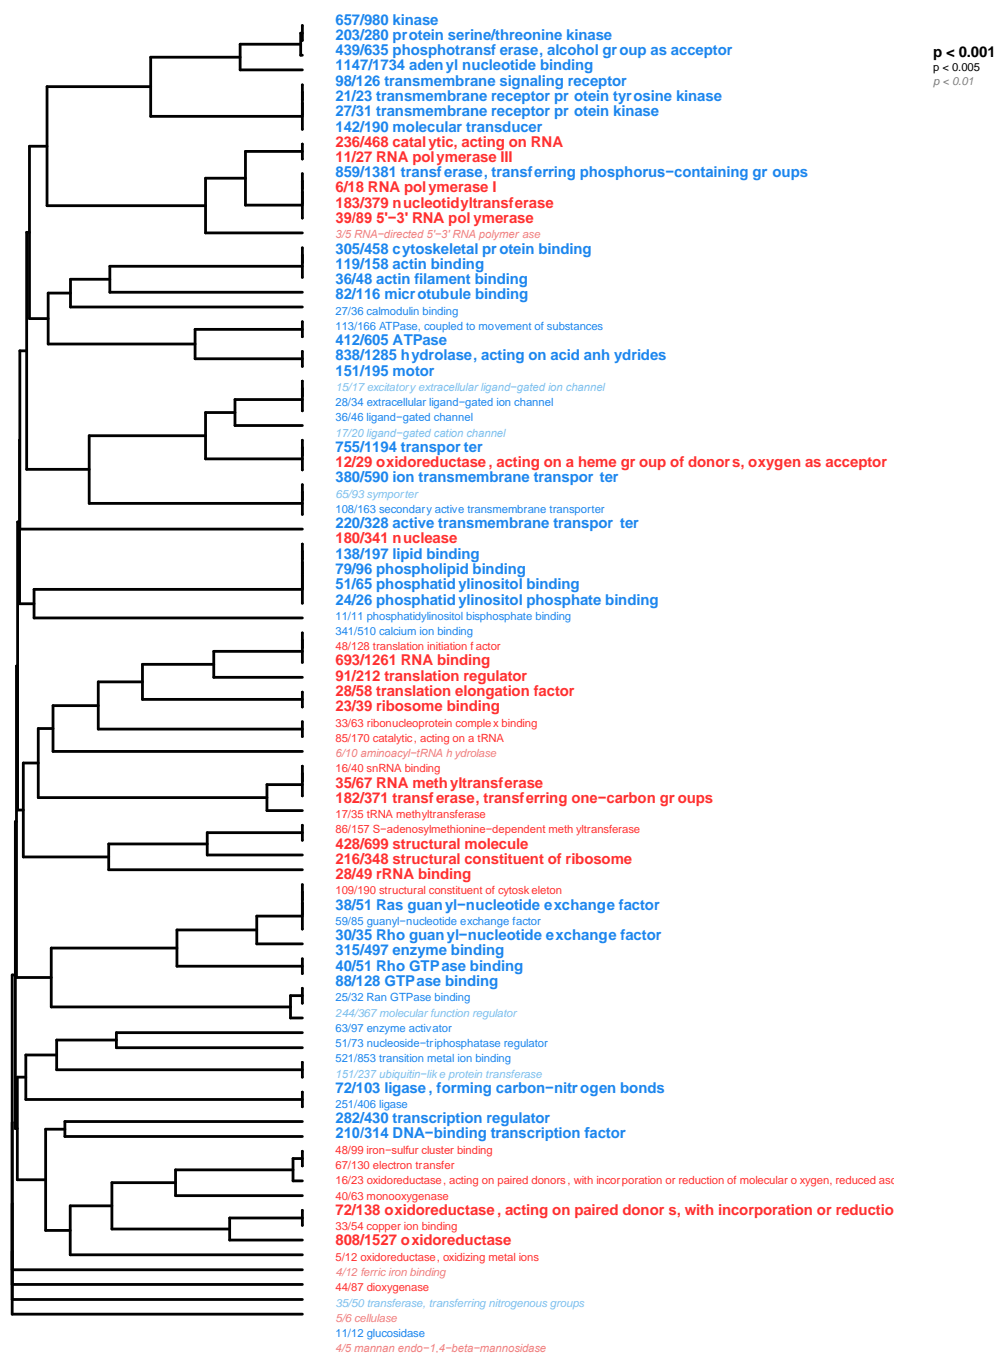 657/980 kinase
203/280 protein serine/threonine kinase
439/635 phosphotransferase, alcohol group as acceptor
1147/1734 adenyl nucleotide binding
98/126 transmembrane signaling receptor
21/23 transmembrane receptor protein tyrosine kinase
27/31 transmembrane receptor protein kinase
142/190 molecular transducer
236/468 catalytic, acting on RNA
11/27 RNA polymerase III
859/1381 transferase, transferring phosphorus−containing groups
6/18 RNA polymerase I
183/379 nucleotidyltransferase
39/89 5'−3' RNA polymerase
3/5 RNA−directed 5'−3' RNA polymerase
305/458 cytoskeletal protein binding
119/158 actin binding
36/48 actin filament binding
82/116 microtubule binding
27/36 calmodulin binding
113/166 ATPase, coupled to movement of substances
412/605 ATPase
838/1285 hydrolase, acting on acid anhydrides
151/195 motor
15/17 excitatory extracellular ligand−gated ion channel
28/34 extracellular ligand−gated ion channel
36/46 ligand−gated channel
17/20 ligand−gated cation channel
755/1194 transporter
12/29 oxidoreductase, acting on a heme group of donors, oxygen as acceptor
380/590 ion transmembrane transporter
65/93 symporter
108/163 secondary active transmembrane transporter
220/328 active transmembrane transporter
180/341 nuclease
138/197 lipid binding
79/96 phospholipid binding
51/65 phosphatidylinositol binding
24/26 phosphatidylinositol phosphate binding
11/11 phosphatidylinositol bisphosphate binding
341/510 calcium ion binding
48/128 translation initiation factor
693/1261 RNA binding
91/212 translation regulator
28/58 translation elongation factor
23/39 ribosome binding
33/63 ribonucleoprotein complex binding
85/170 catalytic, acting on a tRNA
6/10 aminoacyl−tRNA hydrolase
16/40 snRNA binding
35/67 RNA methyltransferase
182/371 transferase, transferring one−carbon groups
17/35 tRNA methyltransferase
86/157 S−adenosylmethionine−dependent methyltransferase
428/699 structural molecule
216/348 structural constituent of ribosome
28/49 rRNA binding
109/190 structural constituent of cytoskeleton
38/51 Ras guanyl−nucleotide exchange factor
59/85 guanyl−nucleotide exchange factor
30/35 Rho guanyl−nucleotide exchange factor
315/497 enzyme binding
40/51 Rho GTPase binding
88/128 GTPase binding
25/32 Ran GTPase binding
244/367 molecular function regulator
63/97 enzyme activator
51/73 nucleoside−triphosphatase regulator
521/853 transition metal ion binding
151/237 ubiquitin−like protein transferase
72/103 ligase, forming carbon−nitrogen bonds
251/406 ligase
282/430 transcription regulator
210/314 DNA−binding transcription factor
48/99 iron−sulfur cluster binding
67/130 electron transfer
16/23 oxidoreductase, acting on paired donors, with incorporation or reduction of molecular oxygen, reduced asc
40/63 monooxygenase
72/138 oxidoreductase, acting on paired donors, with incorporation or reductio
33/54 copper ion binding
808/1527 oxidoreductase
5/12 oxidoreductase, oxidizing metal ions
4/12 ferric iron binding
44/87 dioxygenase
35/50 transferase, transferring nitrogenous groups
5/6 cellulase
11/12 glucosidase
4/5 mannan endo−1,4−beta−mannosidase
p < 0.001
p < 0.005
p < 0.01